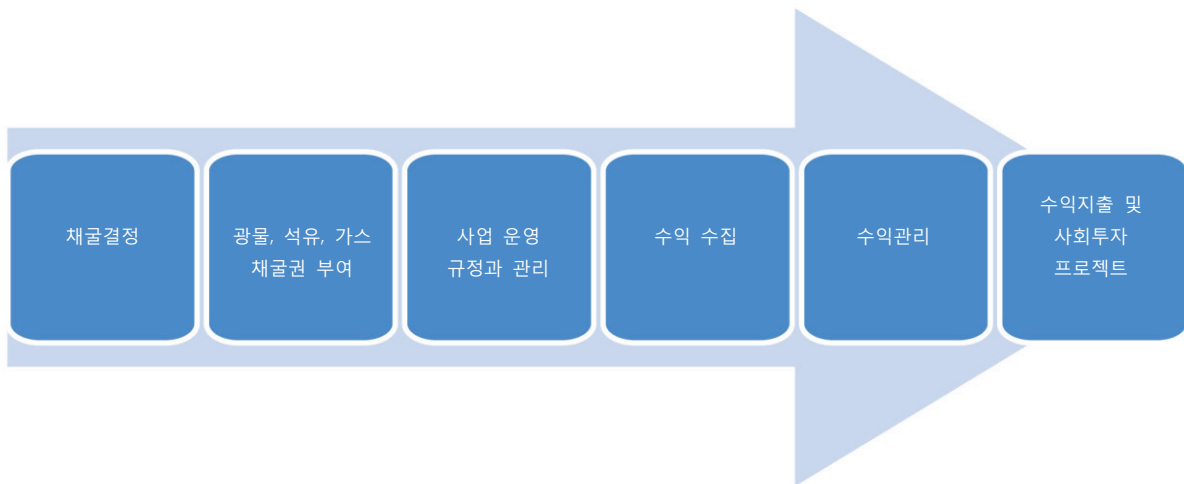 채굴결정
광물, 석유, 가스
채굴권 부여
사업 운영
규정과 관리
수익 수집
수익관리
수익지출 및
사회투자
프로젝트